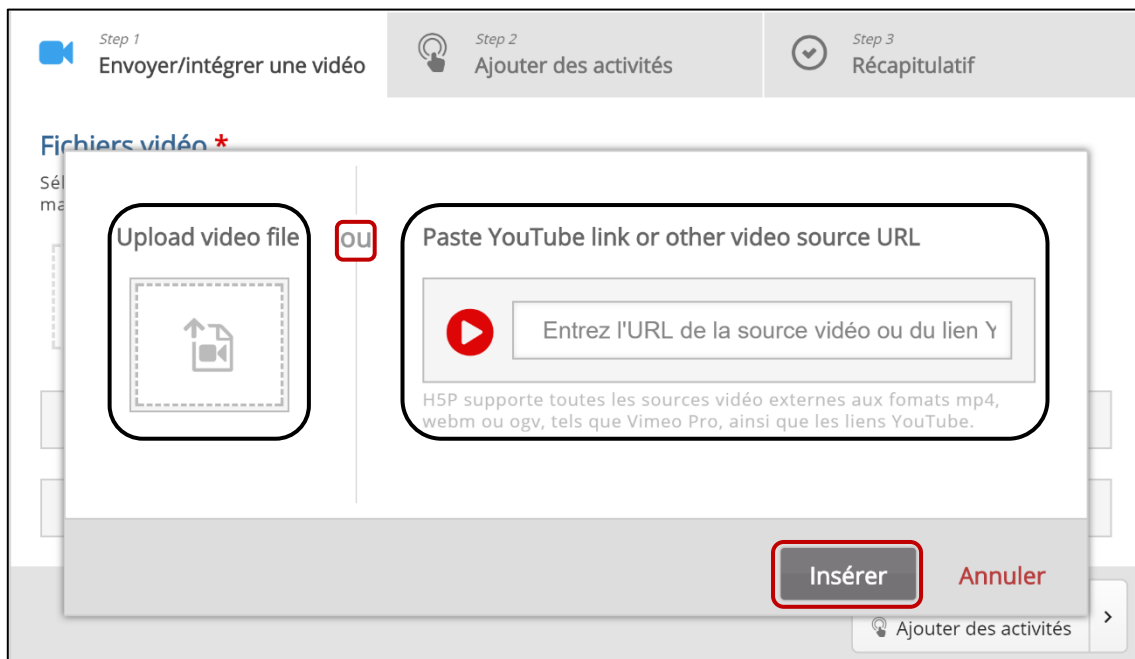 Step 1
Envoyer/intégrer une vidéo
Step 2
Ajouter des activités
Step 3
Récapitulatif
Fichiers vidéo *
Sél
ma
Upload video file
ou
Paste YouTube link or other video source URL
Entrez l'URL de la source vidéo ou du lien Y
H5P supporte toutes les sources vidéo externes aux fomats mp4,
webm ou ogv, tels que Vimeo Pro, ainsi que les liens YouTube.
Insérer
Annuler
Ajouter des activités